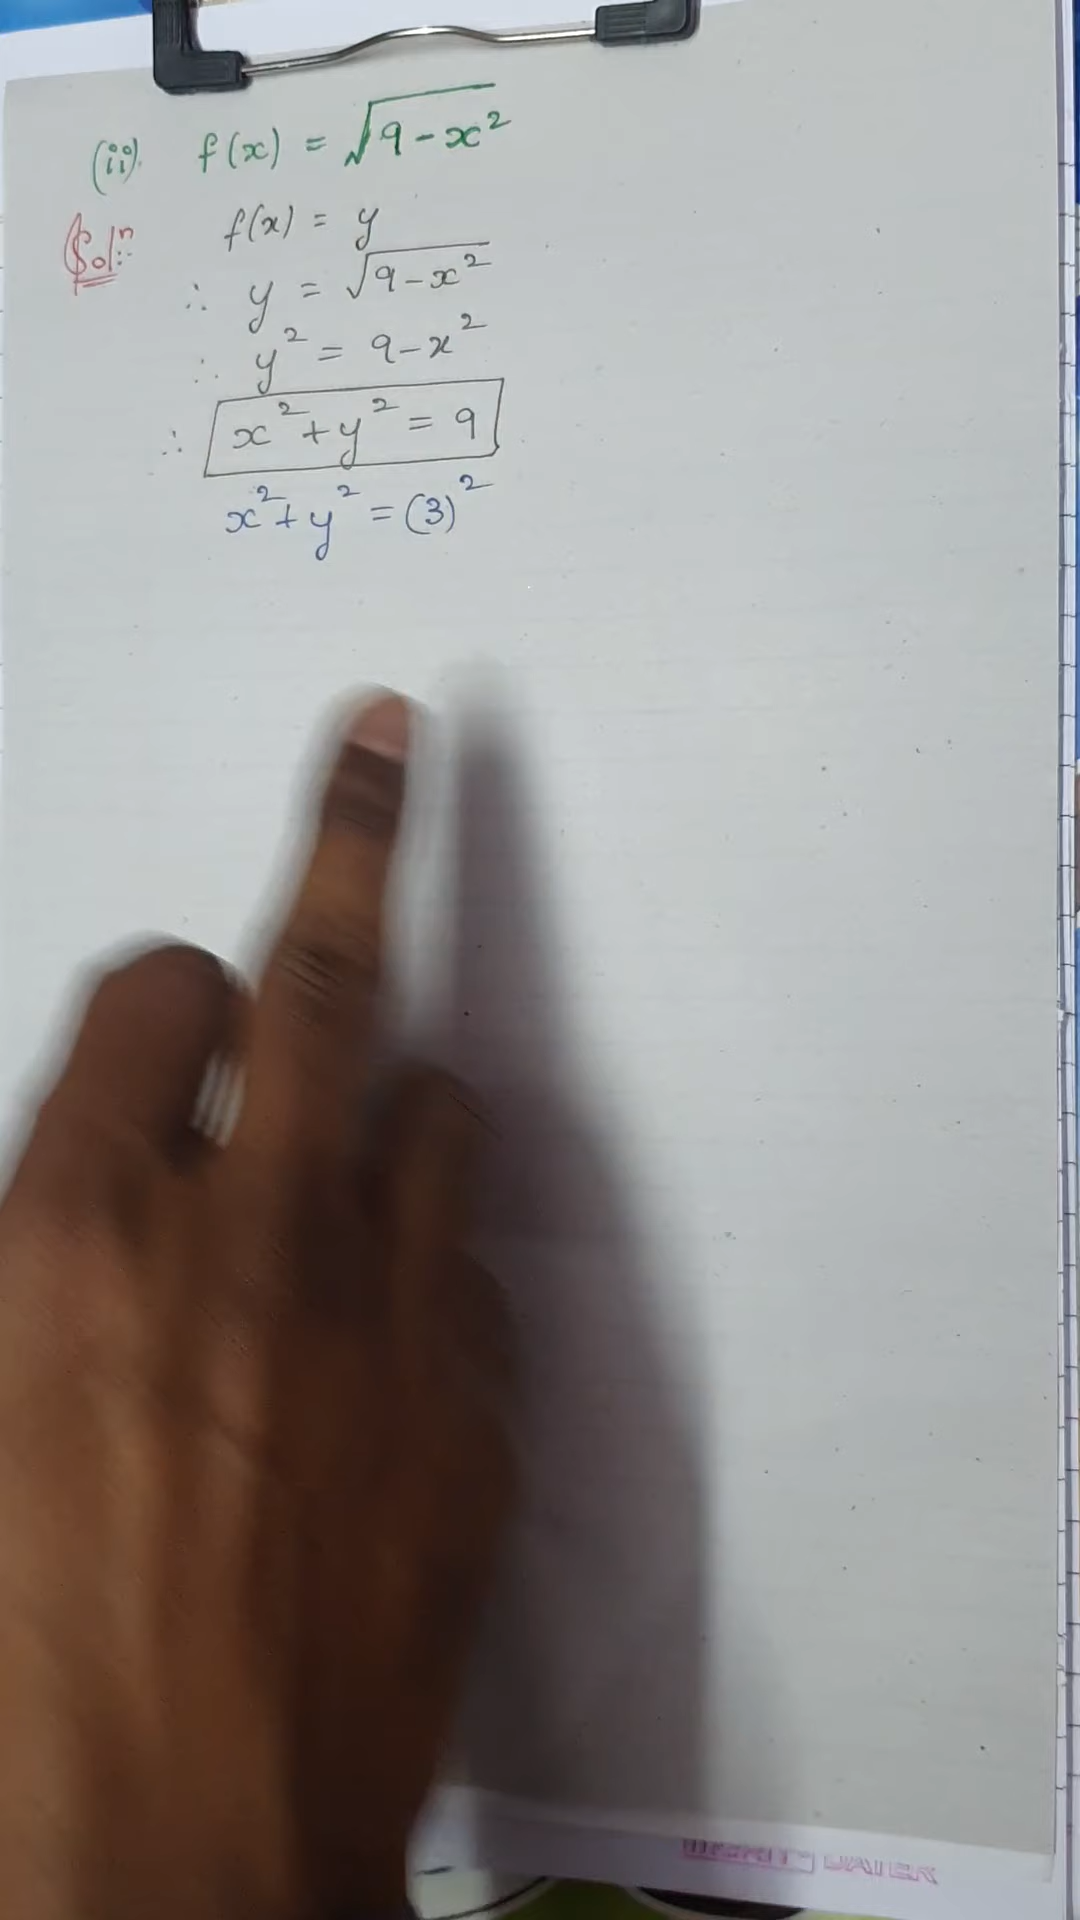 (ii). f(x) = √9-x²
Solⁿ:- f(x) = y
∴ y = √9-x²
∴ y² = 9-x²
∴ x²+y² = 9
x²+y² = (3)²